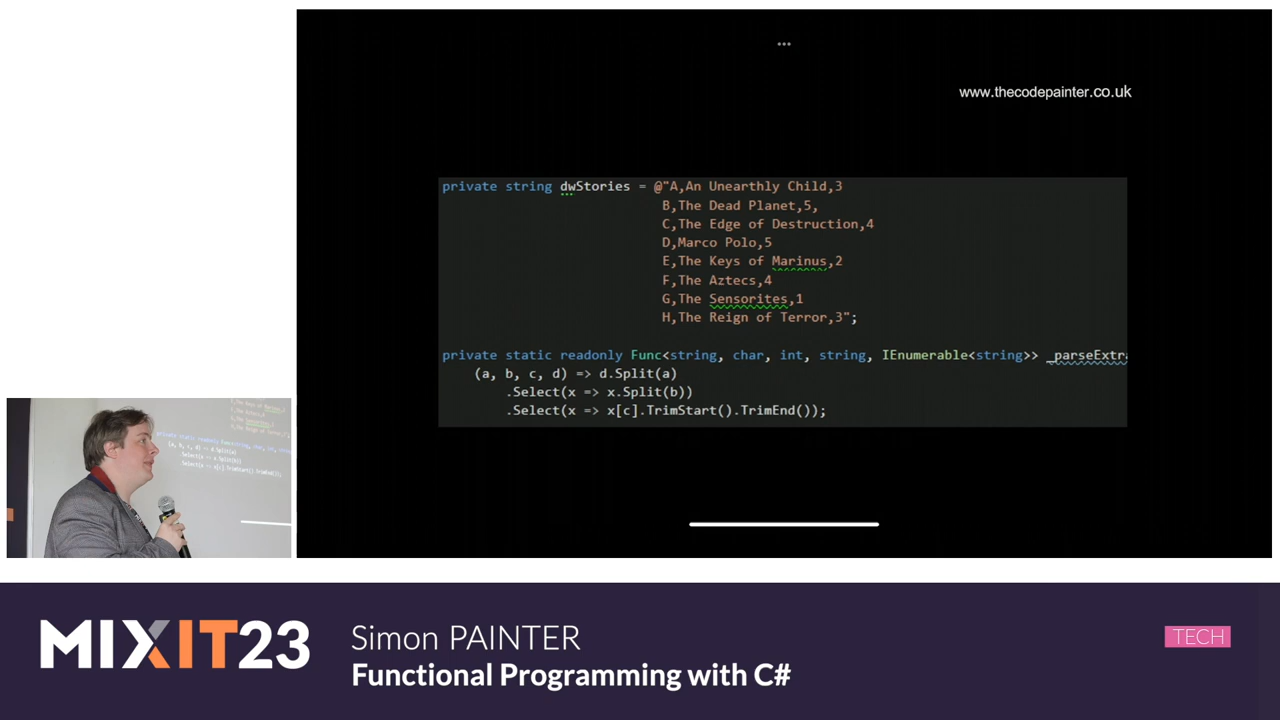 ...
www.thecodepainter.co.uk
private string dwStories = @"A,An Unearthly Child,3
B,The Dead Planet,5,
C,The Edge of Destruction,4
D,Marco Polo,5
E,The Keys of Marinus,2
F,The Aztecs,4
G,The Sensorites,1
H,The Reign of Terror,3";
private static readonly Func<string, char, int, string, IEnumerable<string>> _parseExtra
(a, b, c, d) => d.Split(a)
.Select(x => x.Split(b))
.Select(x => x[c].TrimStart().TrimEnd());
MIXIT23
Simon PAINTER
Functional Programming with C#
TECH